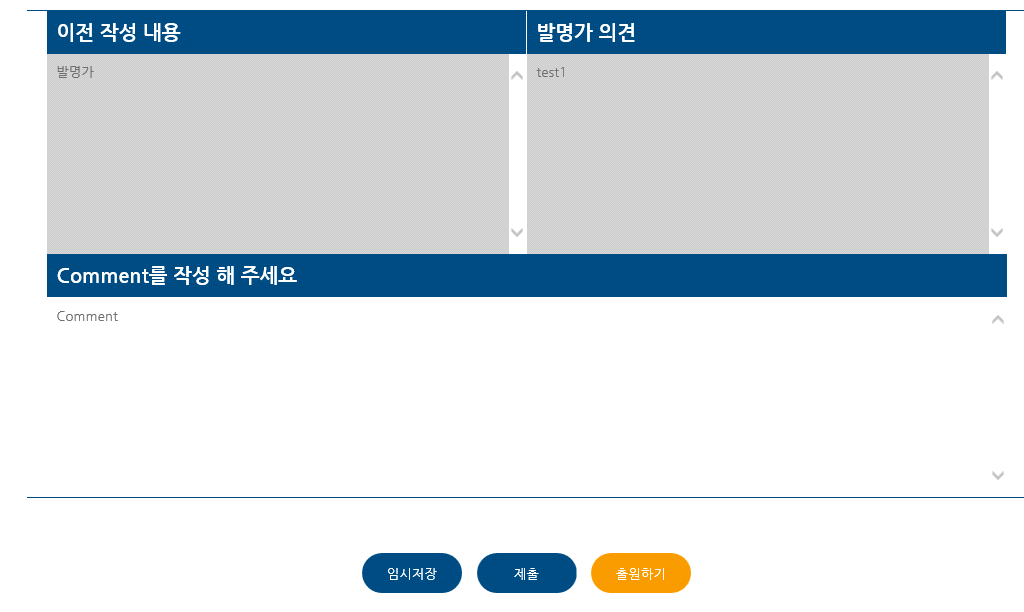 이전 작성 내용
발명가 의견
발명가
test1
Comment를 작성 해 주세요
Comment
임시저장
제출
출원하기